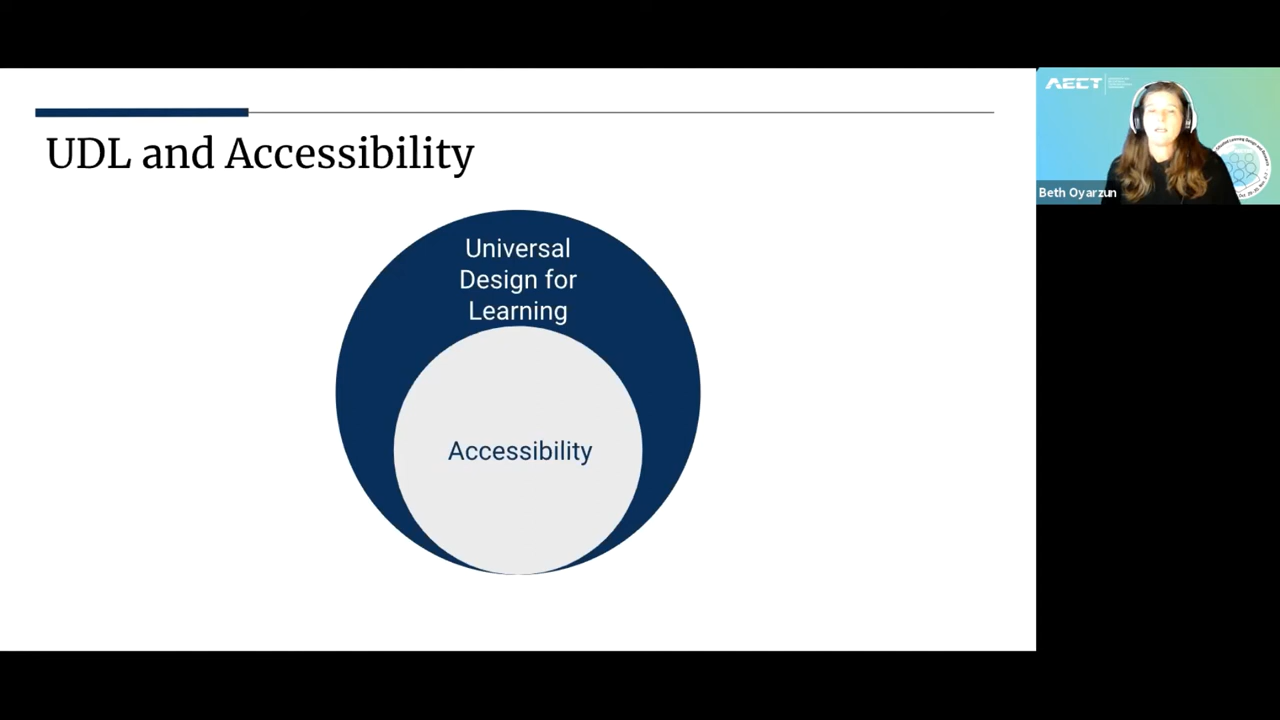 UDL and Accessibility
Universal
Design for
Learning
Accessibility
AECT
Beth Oyarzun